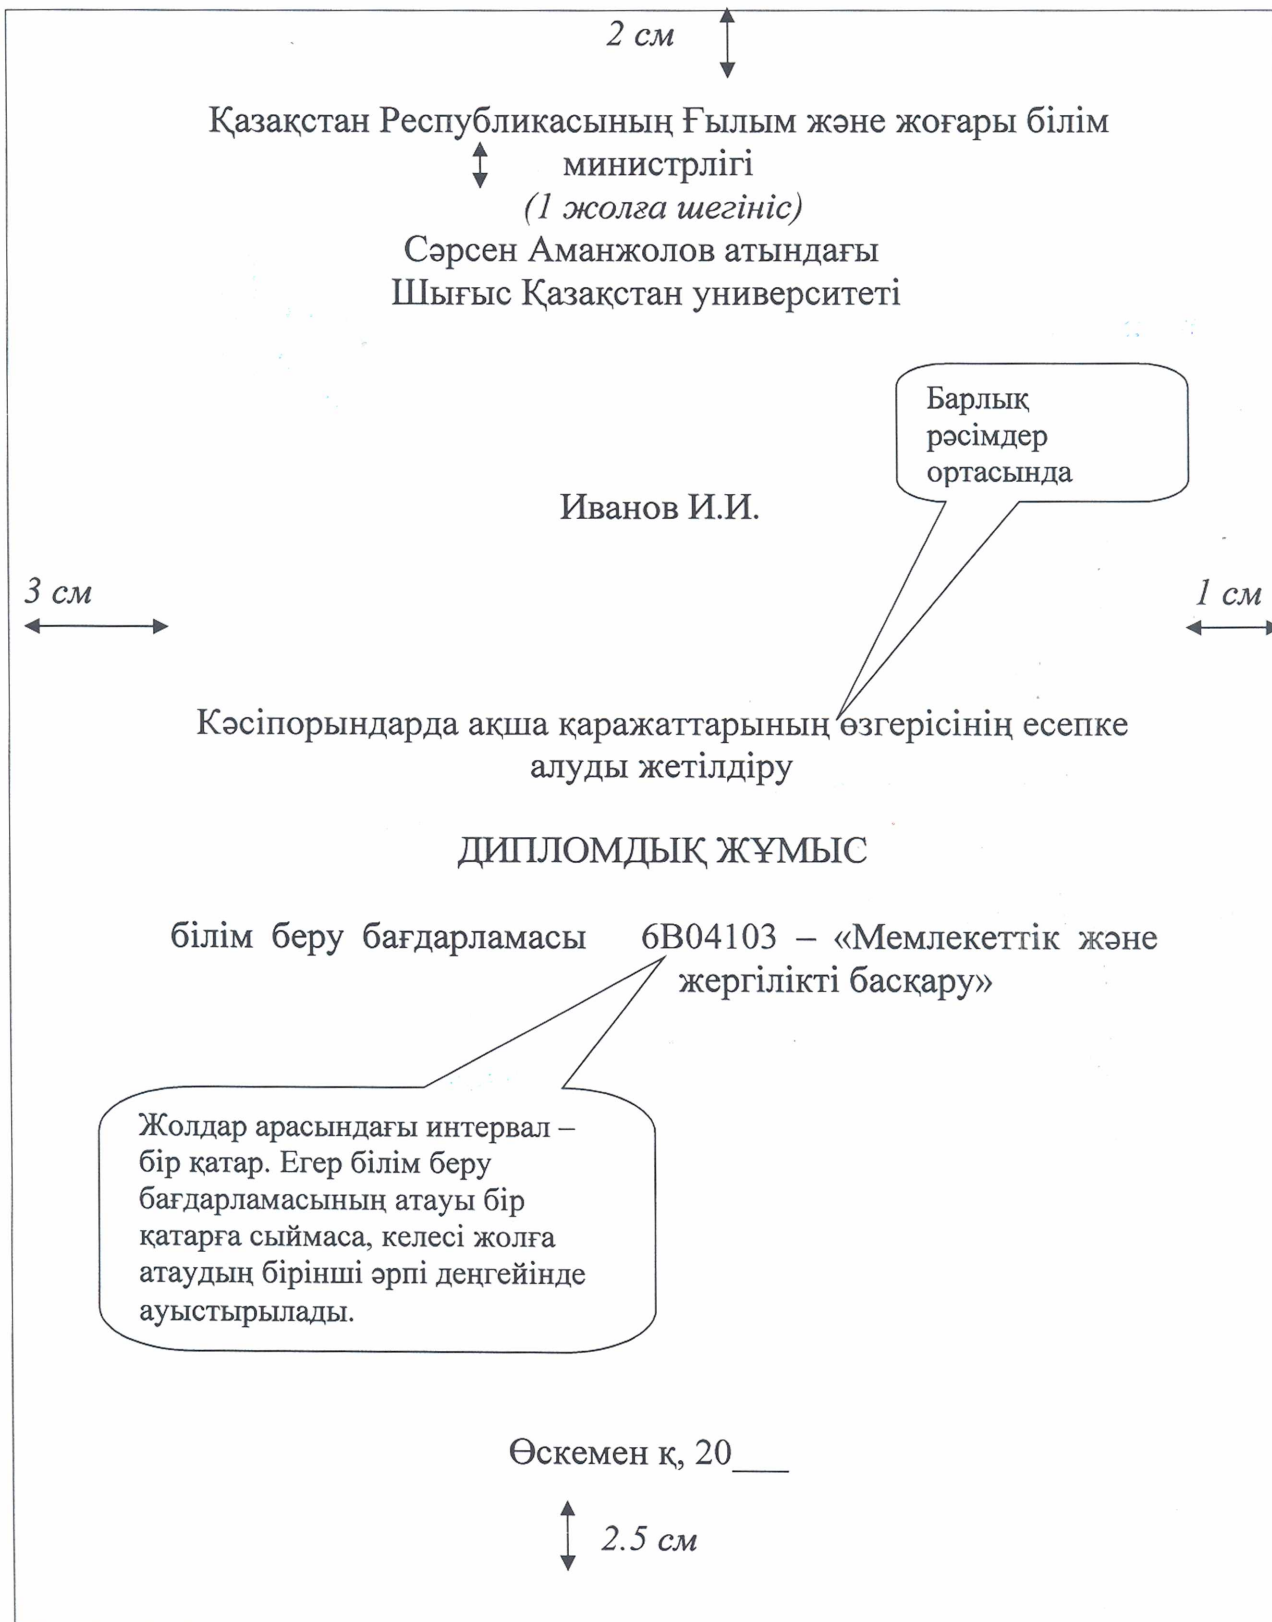 2 см
Қазақстан Республикасының Ғылым және жоғары білім
министрлігі
(1 жолға шегініс)
Сәрсен Аманжолов атындағы
Шығыс Қазақстан университеті
Барлық
рәсімдер
ортасында
Иванов И.И.
3 см
1 см
Кәсіпорындарда ақша қаражаттарының өзгерісінің есепке
алуды жетілдіру
ДИПЛОМДЫҚ ЖҰМЫС
білім беру бағдарламасы 6В04103 – «Мемлекеттік және
жергілікті басқару»
Жолдар арасындағы интервал –
бір қатар. Егер білім беру
бағдарламасының атауы бір
қатарға сыймаса, келесі жолға
атаудың бірінші әрпі деңгейінде
ауыстырылады.
Өскемен қ, 20___
2.5 см